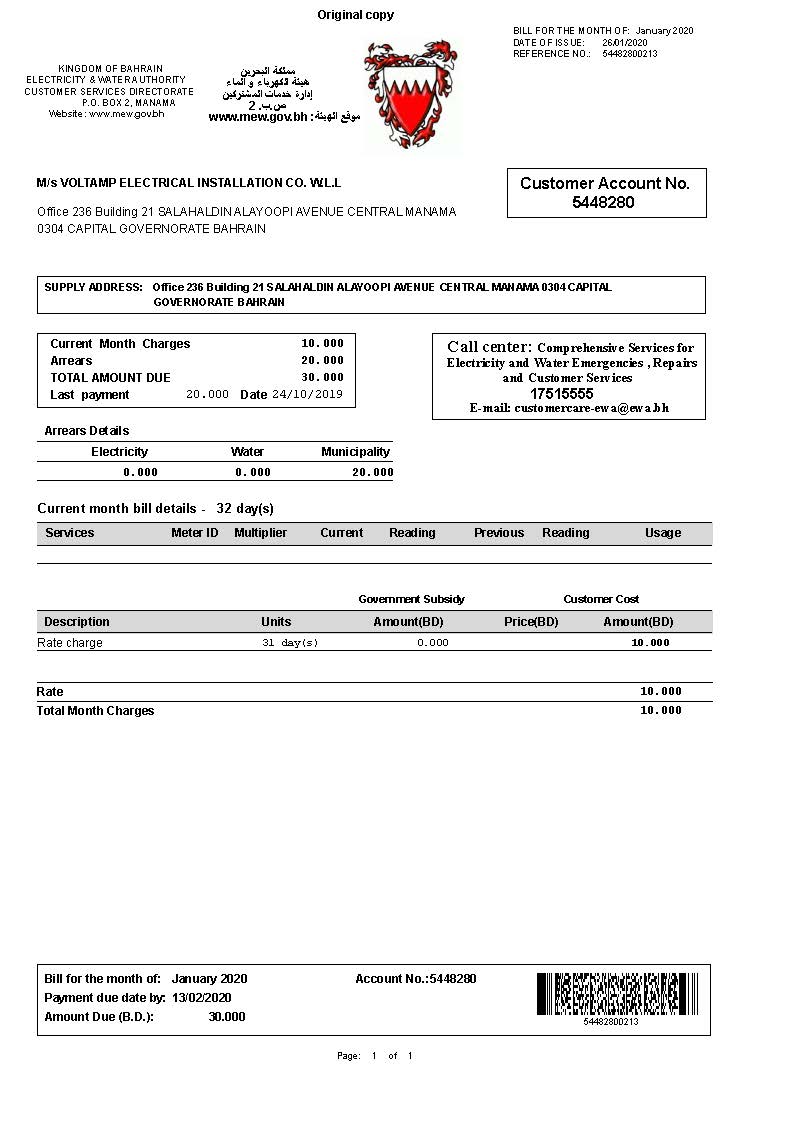 Original copy
BILL FOR THE MONTH OF: January 2020
DATE OF ISSUE: 26/01/2020
REFERENCE NO.: 54482800213
KINGDOM OF BAHRAIN
ELECTRICITY & WATER AUTHORITY
CUSTOMER SERVICES DIRECTORATE
P.O. BOX 2, MANAMA
Website: www.mew.gov.bh
مملكة البحرين
هيئة الكهرباء و الماء
إدارة خدمات المشتركين
ص.ب. 2
موقع الهيئة: www.mew.gov.bh
M/s VOLTAMP ELECTRICAL INSTALLATION CO. W.L.L
Office 236 Building 21 SALAHALDIN ALAYOOPI AVENUE CENTRAL MANAMA
0304 CAPITAL GOVERNORATE BAHRAIN
Customer Account No.
5448280
SUPPLY ADDRESS: Office 236 Building 21 SALAHALDIN ALAYOOPI AVENUE CENTRAL MANAMA 0304 CAPITAL
GOVERNORATE BAHRAIN
Current Month Charges 10.000
Arrears 20.000
TOTAL AMOUNT DUE 30.000
Last payment 20.000 Date 24/10/2019
Call center: Comprehensive Services for
Electricity and Water Emergencies , Repairs
and Customer Services
17515555
E-mail: customercare-ewa@ewa.bh
Arrears Details
Electricity Water Municipality
0.000 0.000 20.000
Current month bill details - 32 day(s)
Services Meter ID Multiplier Current Reading Previous Reading Usage
Government Subsidy Customer Cost
Description Units Amount(BD) Price(BD) Amount(BD)
Rate charge 31 day(s) 0.000 10.000
Rate 10.000
Total Month Charges 10.000
Bill for the month of: January 2020 Account No.:5448280
Payment due date by: 13/02/2020
Amount Due (B.D.): 30.000
54482800213
Page: 1 of 1